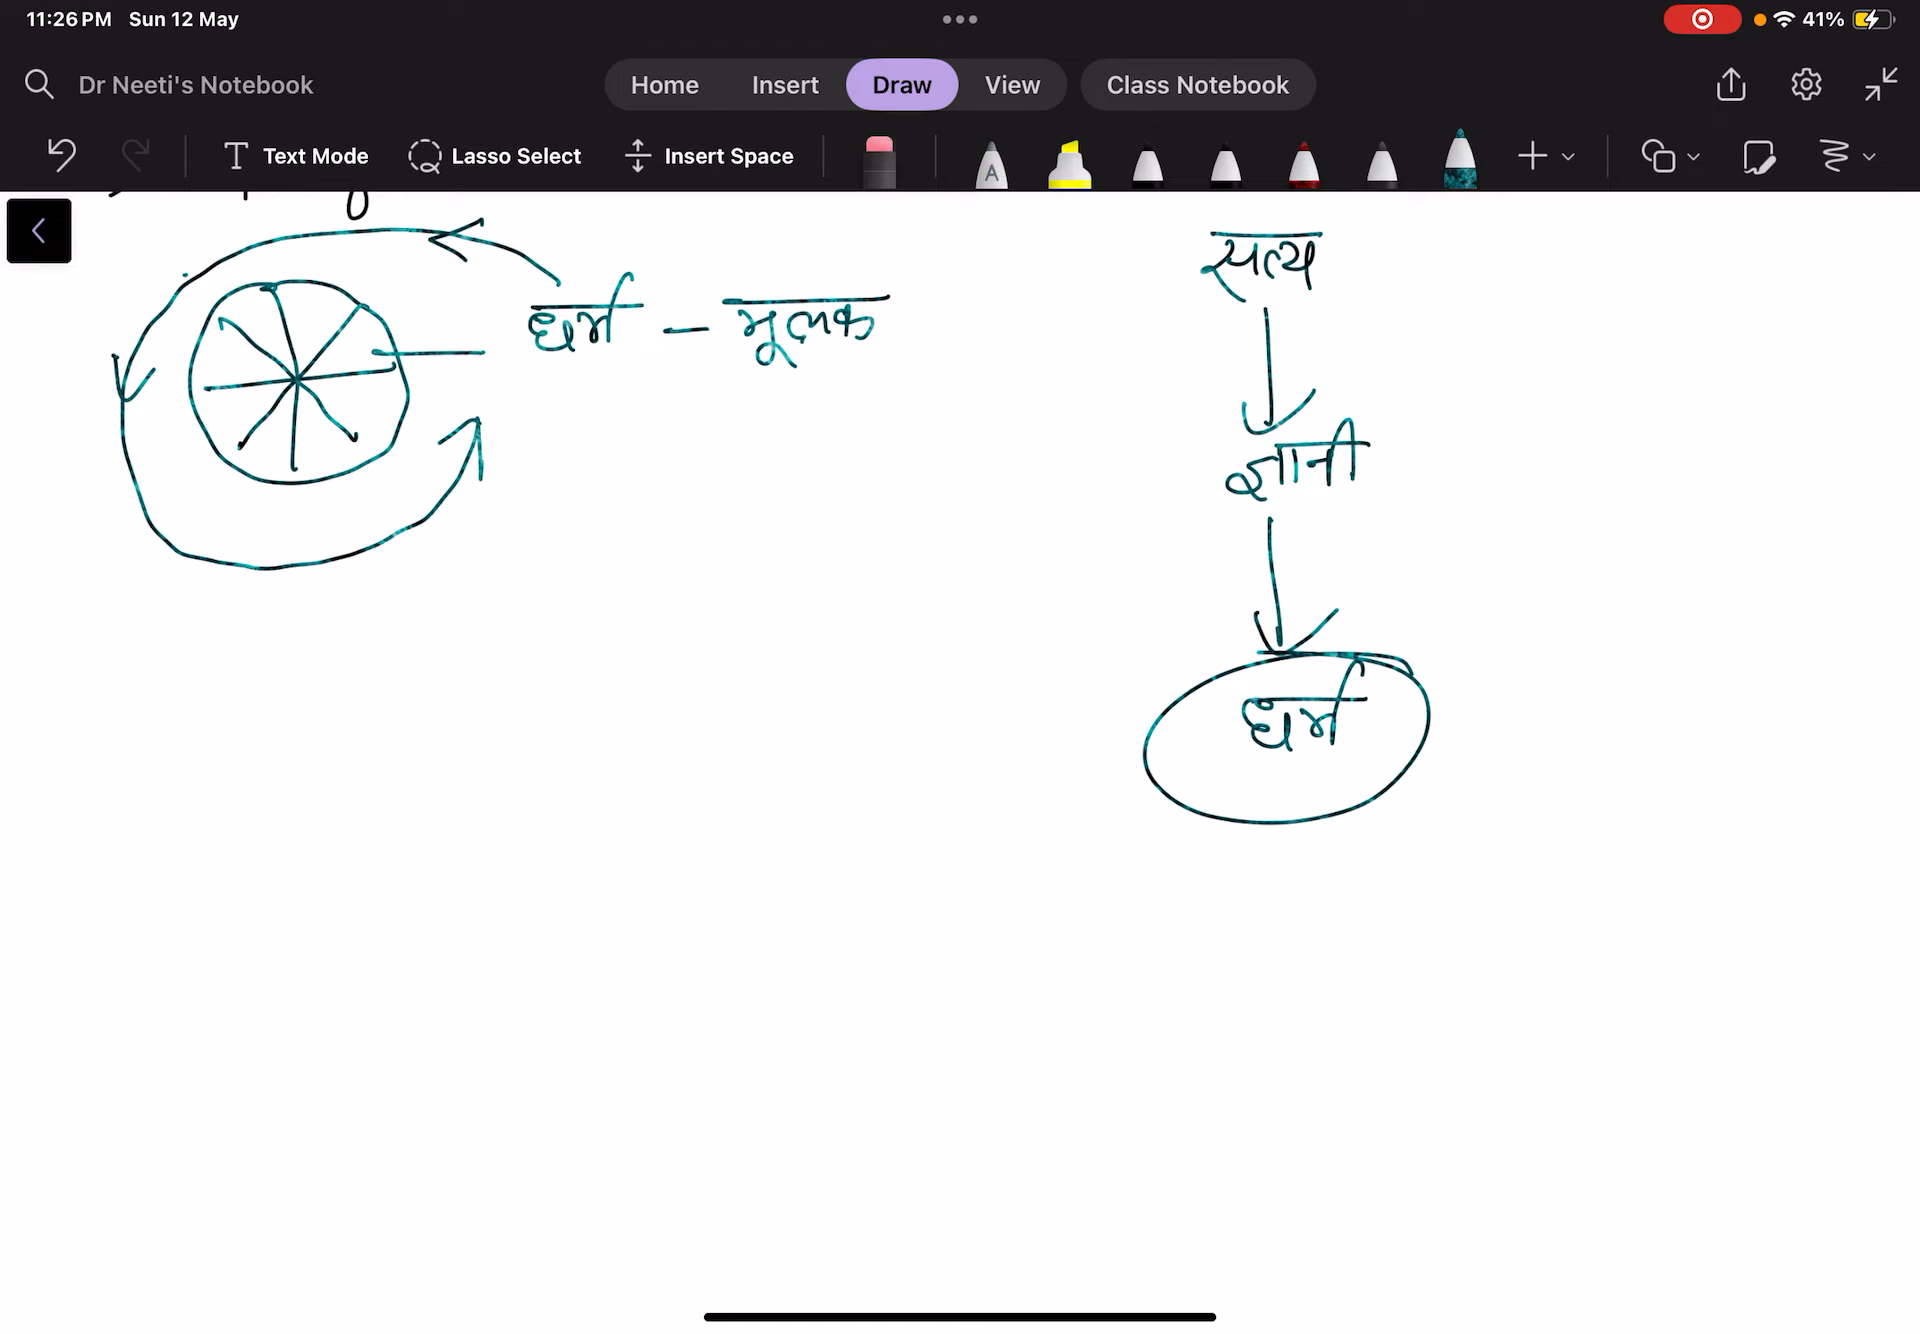 11:26 PM Sun 12 May
41%
Dr Neeti's Notebook
Home Insert Draw View Class Notebook
Text Mode Lasso Select Insert Space
A
सत्य
धर्म - मूलक
ज्ञानी
धर्म